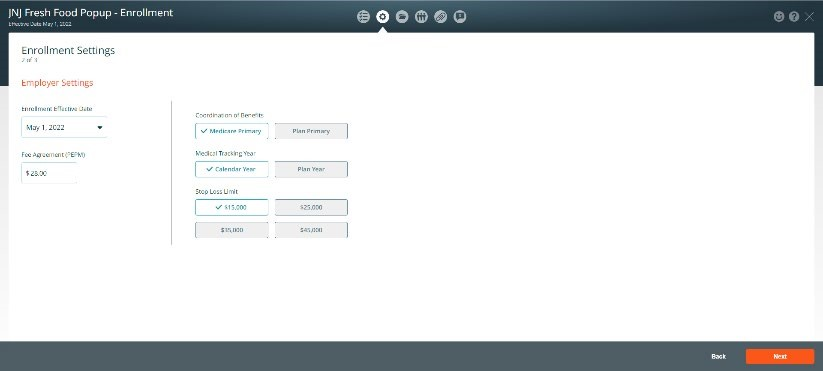 JNJ Fresh Food Popup - Enrollment
Effective Date May 1, 2022
Enrollment Settings
2 of 3
Employer Settings
Enrollment Effective Date
May 1, 2022
Fee Agreement (PEPM)
$ 28.00
Coordination of Benefits
Medicare Primary
Plan Primary
Medical Tracking Year
Calendar Year
Plan Year
Stop Loss Limit
$15,000
$25,000
$35,000
$45,000
Back
Next